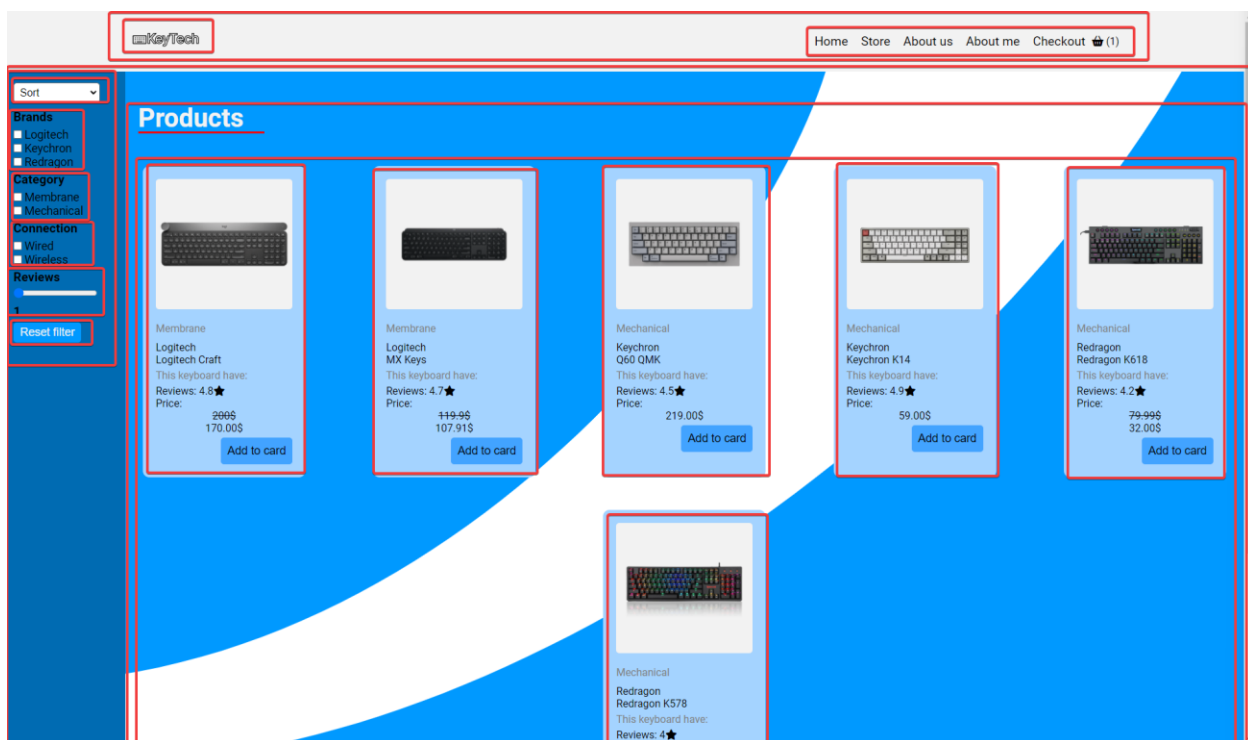 KeyTech
Home Store About us About me Checkout (1)
Sort
Brands
Logitech
Keychron
Redragon
Category
Membrane
Mechanical
Connection
Wired
Wireless
Reviews
1
Reset filter
Products
Membrane
Logitech
Logitech Craft
This keyboard have:
Reviews: 4.8★
Price:
200$
170.00$
Add to card
Membrane
Logitech
MX Keys
This keyboard have:
Reviews: 4.7★
Price:
119.9$
107.91$
Add to card
Mechanical
Keychron
Q60 QMK
This keyboard have:
Reviews: 4.5★
Price:
219.00$
Add to card
Mechanical
Keychron
Keychron K14
This keyboard have:
Reviews: 4.9★
Price:
59.00$
Add to card
Mechanical
Redragon
Redragon K618
This keyboard have:
Reviews: 4.2★
Price:
79.99$
32.00$
Add to card
Mechanical
Redragon
Redragon K578
This keyboard have:
Reviews: 4★